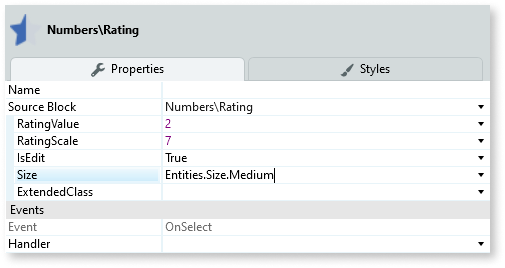 Numbers\Rating
Properties
Styles
Name
Source Block Numbers\Rating
RatingValue 2
RatingScale 7
IsEdit True
Size Entities.Size.Medium
ExtendedClass
Events
Event OnSelect
Handler